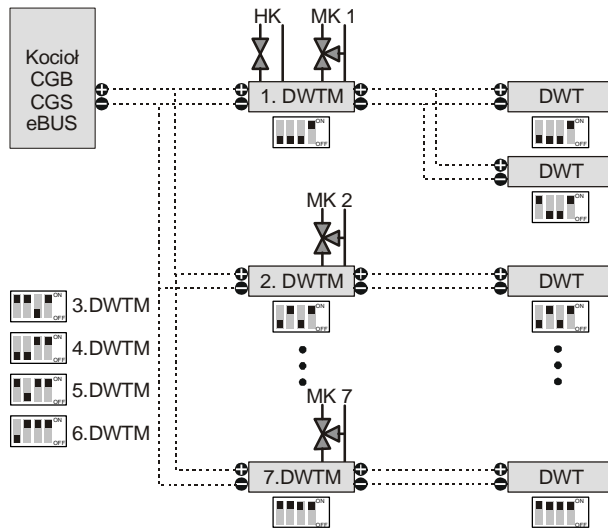 HK MK 1
Kocioł
CGB
CGS
eBUS
1. DWTM
DWT
ON
OFF
ON
OFF
DWT
ON
OFF
MK 2
2. DWTM
DWT
ON
OFF
ON
OFF
ON
OFF
3.DWTM
ON
OFF
4.DWTM
ON
OFF
5.DWTM
ON
OFF
6.DWTM
MK 7
7.DWTM
DWT
ON
OFF
ON
OFF